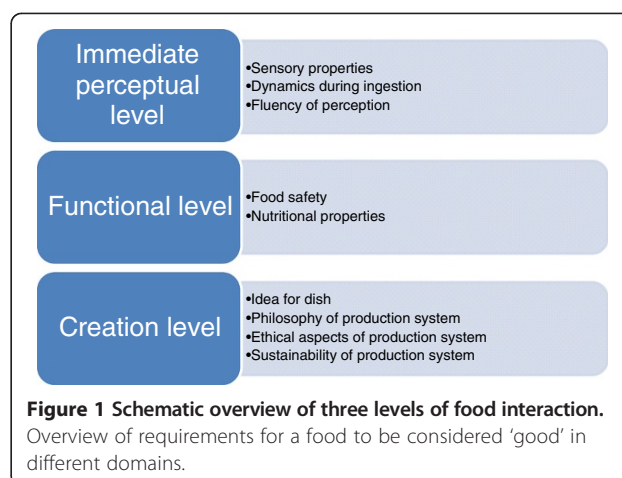 Immediate
perceptual
level
•Sensory properties
•Dynamics during ingestion
•Fluency of perception
Functional level
•Food safety
•Nutritional properties
Creation level
•Idea for dish
•Philosophy of production system
•Ethical aspects of production system
•Sustainability of production system
Figure 1 Schematic overview of three levels of food interaction.
Overview of requirements for a food to be considered ‘good’ in
different domains.